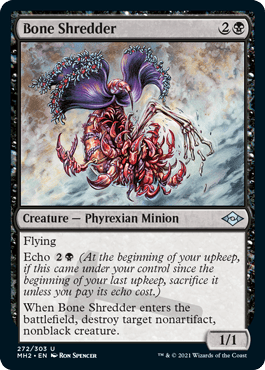 Bone Shredder 2
Creature — Phyrexian Minion
Flying
Echo 2 (At the beginning of your upkeep,
if this came under your control since the
beginning of your last upkeep, sacrifice it
unless you pay its echo cost.)
When Bone Shredder enters the
battlefield, destroy target nonartifact,
nonblack creature.
1/1
272/303 U
MH2 • EN Ron Spencer ™ & © 2021 Wizards of the Coast